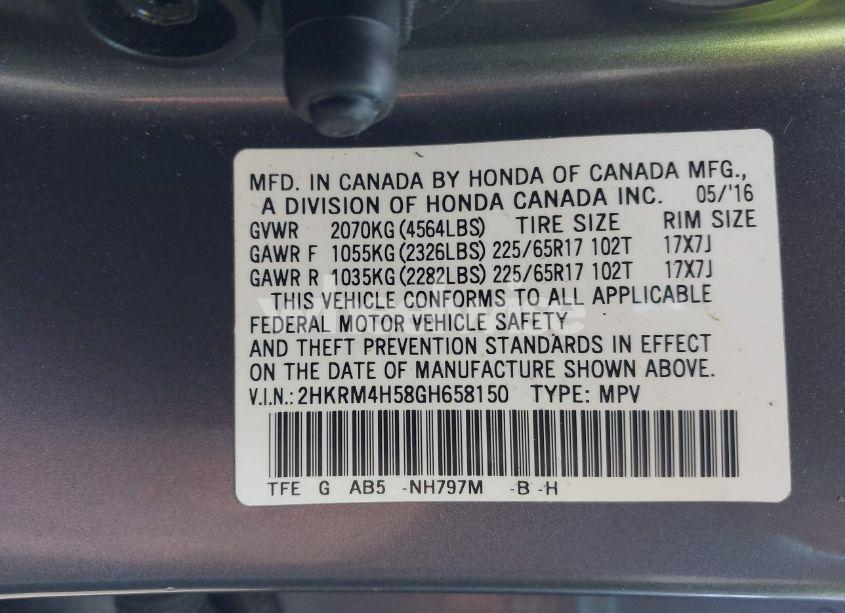 MFD. IN CANADA BY HONDA OF CANADA MFG.,
A DIVISION OF HONDA CANADA INC. 05/'16
GVWR 2070KG(4564LBS) TIRE SIZE RIM SIZE
GAWR F 1055KG(2326LBS) 225/65R17 102T 17X7J
GAWR R 1035KG(2282LBS) 225/65R17 102T 17X7J
THIS VEHICLE CONFORMS TO ALL APPLICABLE
FEDERAL MOTOR VEHICLE SAFETY
AND THEFT PREVENTION STANDARDS IN EFFECT
ON THE DATE OF MANUFACTURE SHOWN ABOVE.
V.I.N.: 2HKRM4H58GH658150 TYPE: MPV
TFE G AB5 -NH797M -B -H